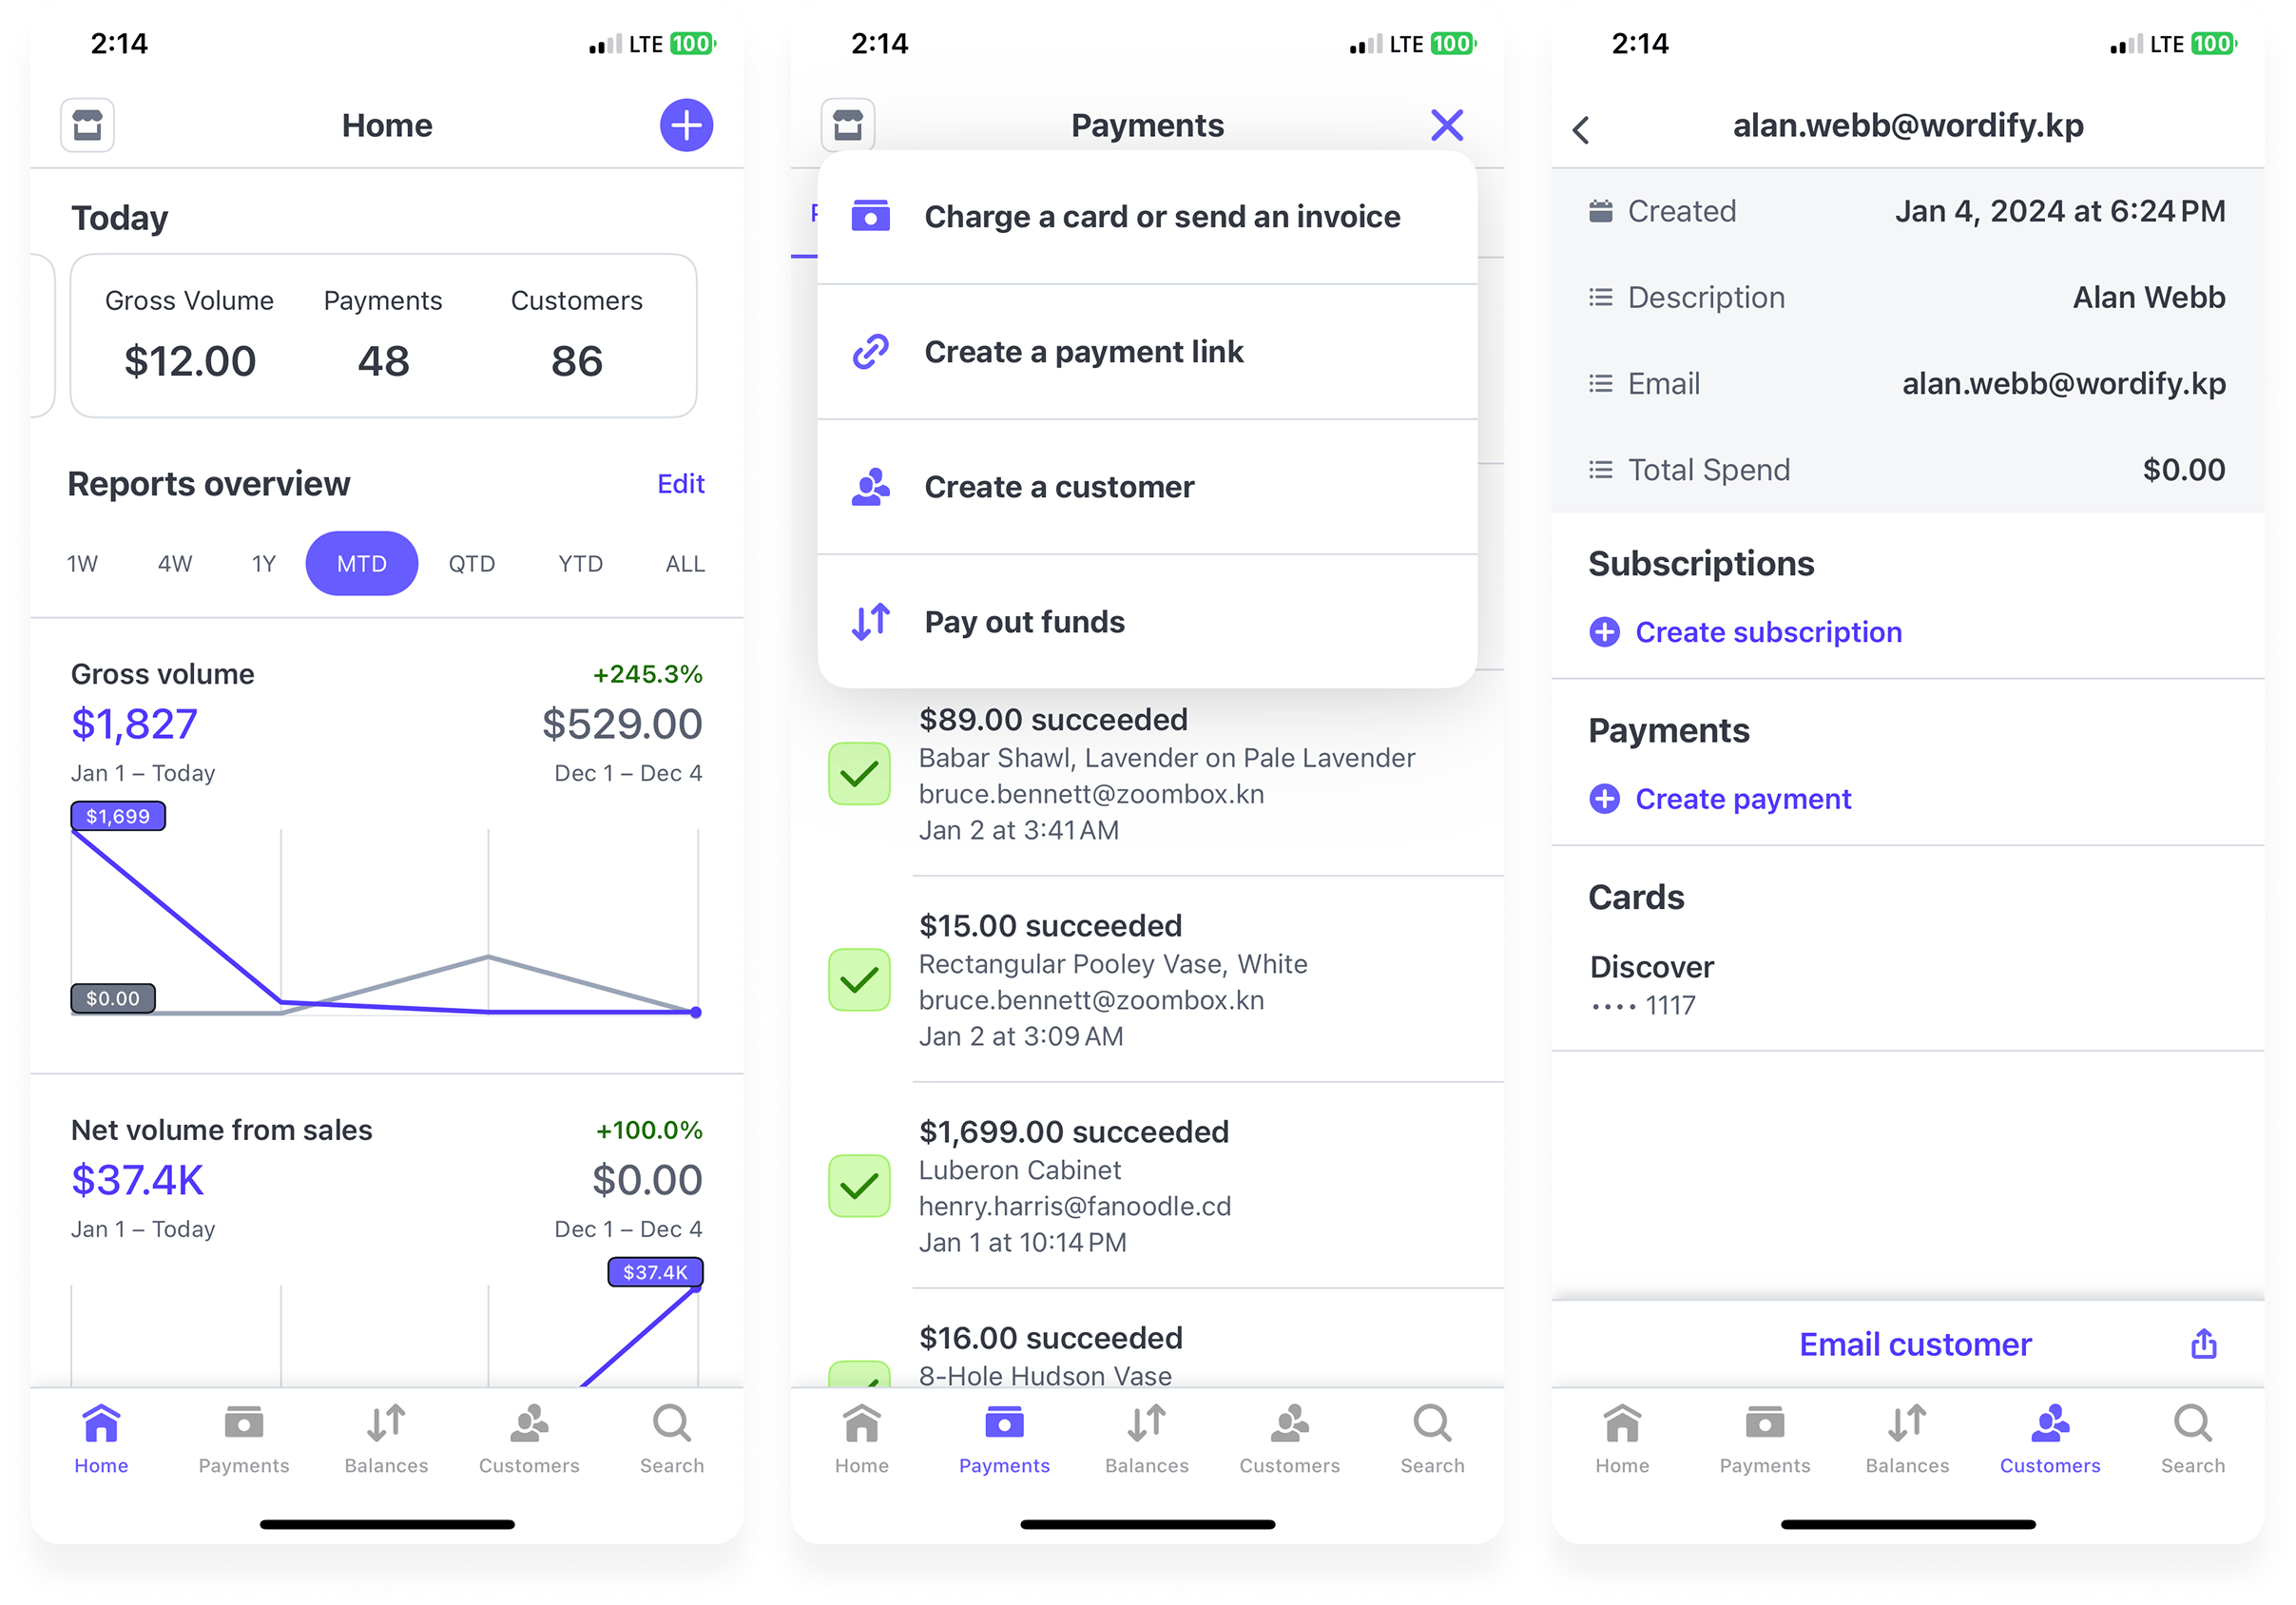 2:14
LTE 100
Home
Today
Gross Volume Payments Customers
$12.00 48 86
Reports overview Edit
1W 4W 1Y MTD QTD YTD ALL
Gross volume +245.3%
$1,827 $529.00
Jan 1 – Today Dec 1 – Dec 4
$1,699
$0.00
Net volume from sales +100.0%
$37.4K $0.00
Jan 1 – Today Dec 1 – Dec 4
$37.4K
Home Payments Balances Customers Search
2:14
LTE 100
Payments
Charge a card or send an invoice
Create a payment link
Create a customer
Pay out funds
$89.00 succeeded
Babar Shawl, Lavender on Pale Lavender
bruce.bennett@zoombox.kn
Jan 2 at 3:41 AM
$15.00 succeeded
Rectangular Pooley Vase, White
bruce.bennett@zoombox.kn
Jan 2 at 3:09 AM
$1,699.00 succeeded
Luberon Cabinet
henry.harris@fanoodle.cd
Jan 1 at 10:14 PM
$16.00 succeeded
8-Hole Hudson Vase
Home Payments Balances Customers Search
2:14
LTE 100
alan.webb@wordify.kp
Created Jan 4, 2024 at 6:24 PM
Description Alan Webb
Email alan.webb@wordify.kp
Total Spend $0.00
Subscriptions
Create subscription
Payments
Create payment
Cards
Discover
•••• 1117
Email customer
Home Payments Balances Customers Search